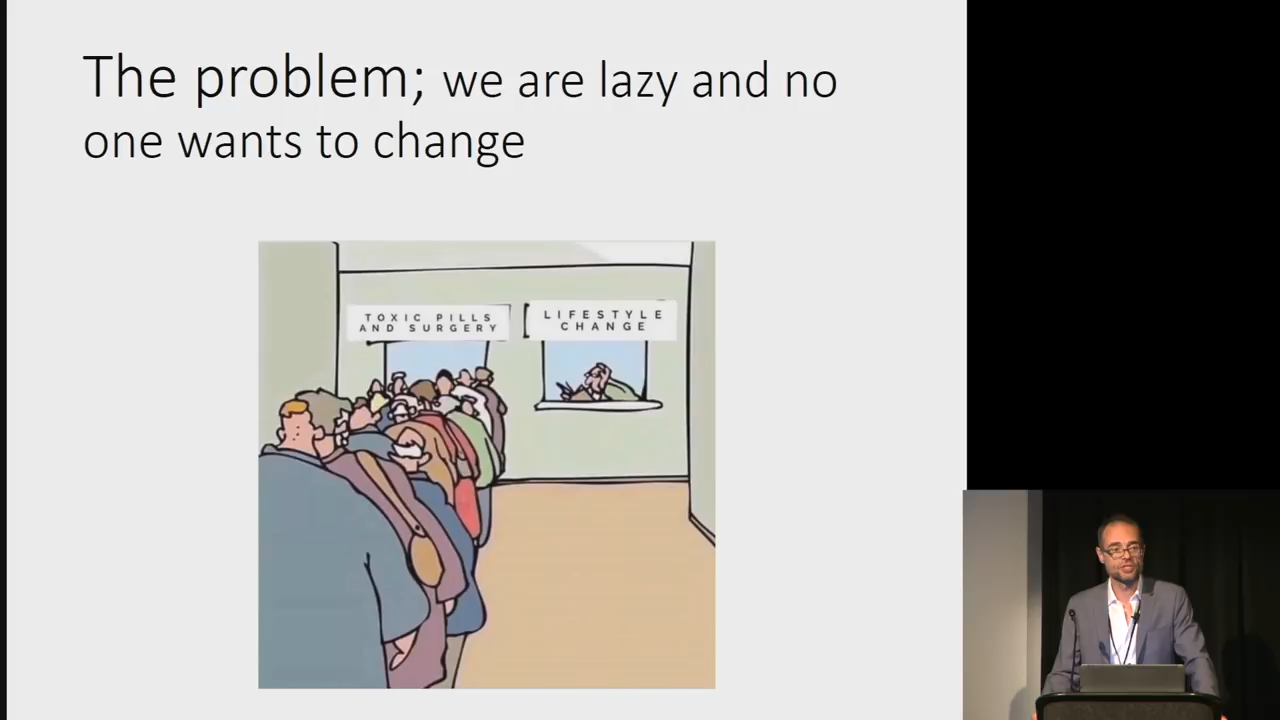 The problem; we are lazy and no
one wants to change
TOXIC PILLS
AND SURGERY
LIFESTYLE
CHANGE